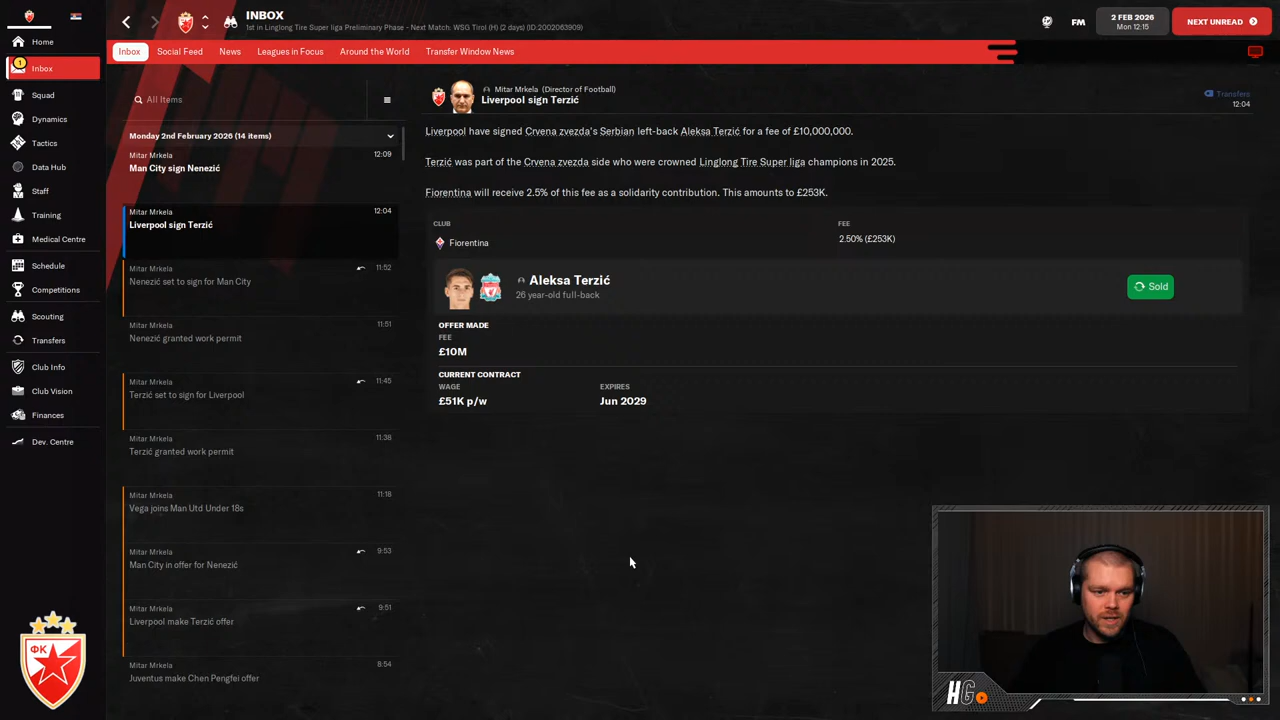 INBOX
1st in Linglong Tire Super liga Preliminary Phase - Next Match: WSG Tirol (H) (2 days) (ID:2002063909)
FM
2 FEB 2026
Mon 12:15
NEXT UNREAD
Home
1
Inbox
Squad
Dynamics
Tactics
Data Hub
Staff
Training
Medical Centre
Schedule
Competitions
Scouting
Transfers
Club Info
Club Vision
Finances
Dev. Centre
ФК
Inbox
Social Feed
News
Leagues in Focus
Around the World
Transfer Window News
All Items
Monday 2nd February 2026 (14 items)
Mitar Mrkela 12:09
Man City sign Nenezić
Mitar Mrkela 12:04
Liverpool sign Terzić
Mitar Mrkela 11:52
Nenezić set to sign for Man City
Mitar Mrkela 11:51
Nenezić granted work permit
Mitar Mrkela 11:45
Terzić set to sign for Liverpool
Mitar Mrkela 11:38
Terzić granted work permit
Mitar Mrkela 11:18
Vega joins Man Utd Under 18s
Mitar Mrkela 9:53
Man City in offer for Nenezić
Mitar Mrkela 9:51
Liverpool make Terzić offer
Mitar Mrkela 8:54
Juventus make Chen Pengfei offer
Mitar Mrkela (Director of Football)
Liverpool sign Terzić
Transfers
12:04
Liverpool have signed Crvena zvezda's Serbian left-back Aleksa Terzić for a fee of £10,000,000.
Terzić was part of the Crvena zvezda side who were crowned Linglong Tire Super liga champions in 2025.
Fiorentina will receive 2.5% of this fee as a solidarity contribution. This amounts to £253K.
CLUB FEE
Fiorentina 2.50% (£253K)
Aleksa Terzić
26 year-old full-back
Sold
OFFER MADE
FEE
£10M
CURRENT CONTRACT
WAGE EXPIRES
£51K p/w Jun 2029
HG